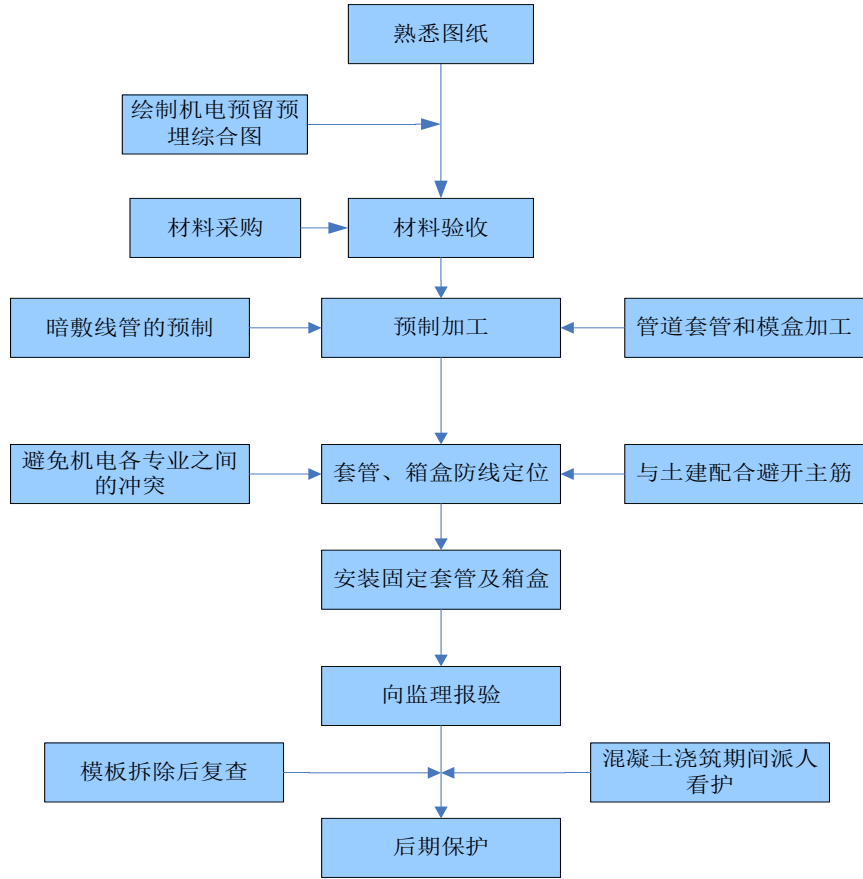 熟悉图纸
绘制机电预留预
埋综合图
材料采购
材料验收
暗敷线管的预制
预制加工
管道套管和模盒加工
避免机电各专业之间
的冲突
套管、箱盒防线定位
与土建配合避开主筋
安装固定套管及箱盒
向监理报验
模板拆除后复查
混凝土浇筑期间派人
看护
后期保护